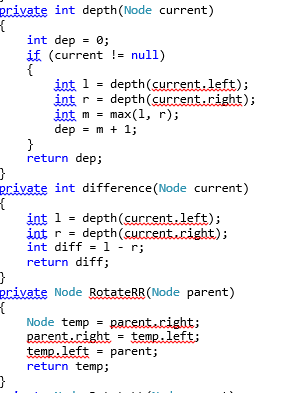 private int depth(Node current)
{
int dep = 0;
if (current != null)
{
int l = depth(current.left);
int r = depth(current.right);
int m = max(l, r);
dep = m + 1;
}
return dep;
}
private int difference(Node current)
{
int l = depth(current.left);
int r = depth(current.right);
int diff = l - r;
return diff;
}
private Node RotateRR(Node parent)
{
Node temp = parent.right;
parent.right = temp.left;
temp.left = parent;
return temp;
}